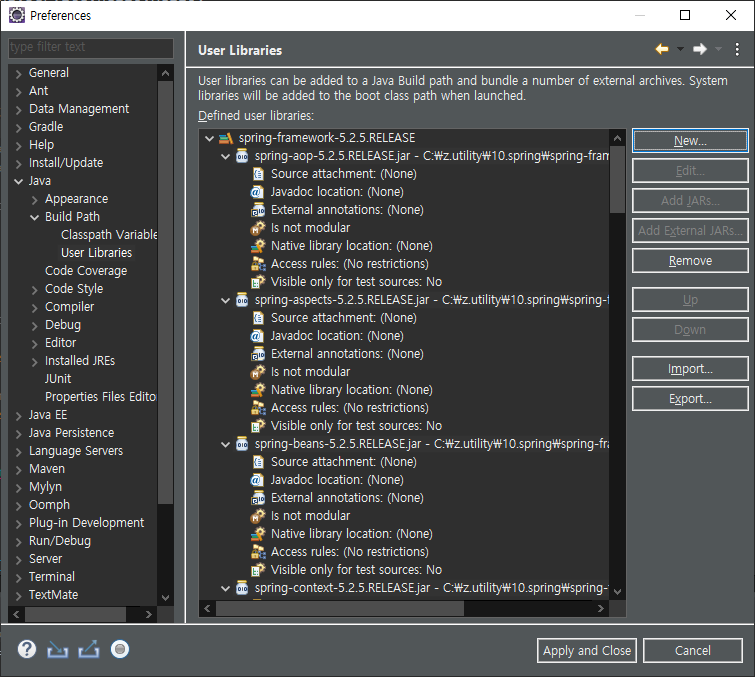 Preferences
type filter text
General
Ant
Data Management
Gradle
Help
Install/Update
Java
Appearance
Build Path
Classpath Variable
User Libraries
Code Coverage
Code Style
Compiler
Debug
Editor
Installed JREs
JUnit
Properties Files Edito
Java EE
Java Persistence
Language Servers
Maven
Mylyn
Oomph
Plug-in Development
Run/Debug
Server
Terminal
TextMate
User Libraries
User libraries can be added to a Java Build path and bundle a number of external archives. System
libraries will be added to the boot class path when launched.
Defined user libraries:
spring-framework-5.2.5.RELEASE
spring-aop-5.2.5.RELEASE.jar - C:₩z.utility₩10.spring₩spring-fram
Source attachment: (None)
Javadoc location: (None)
External annotations: (None)
Is not modular
Native library location: (None)
Access rules: (No restrictions)
Visible only for test sources: No
spring-aspects-5.2.5.RELEASE.jar - C:₩z.utility₩10.spring₩spring-f
Source attachment: (None)
Javadoc location: (None)
External annotations: (None)
Is not modular
Native library location: (None)
Access rules: (No restrictions)
Visible only for test sources: No
spring-beans-5.2.5.RELEASE.jar - C:₩z.utility₩10.spring₩spring-fra
Source attachment: (None)
Javadoc location: (None)
External annotations: (None)
Is not modular
Native library location: (None)
Access rules: (No restrictions)
Visible only for test sources: No
spring-context-5.2.5.RELEASE.jar - C:₩z.utility₩10.spring₩spring-
New...
Edit...
Add JARs...
Add External JARs...
Remove
Up
Down
Import...
Export...
Apply and Close
Cancel